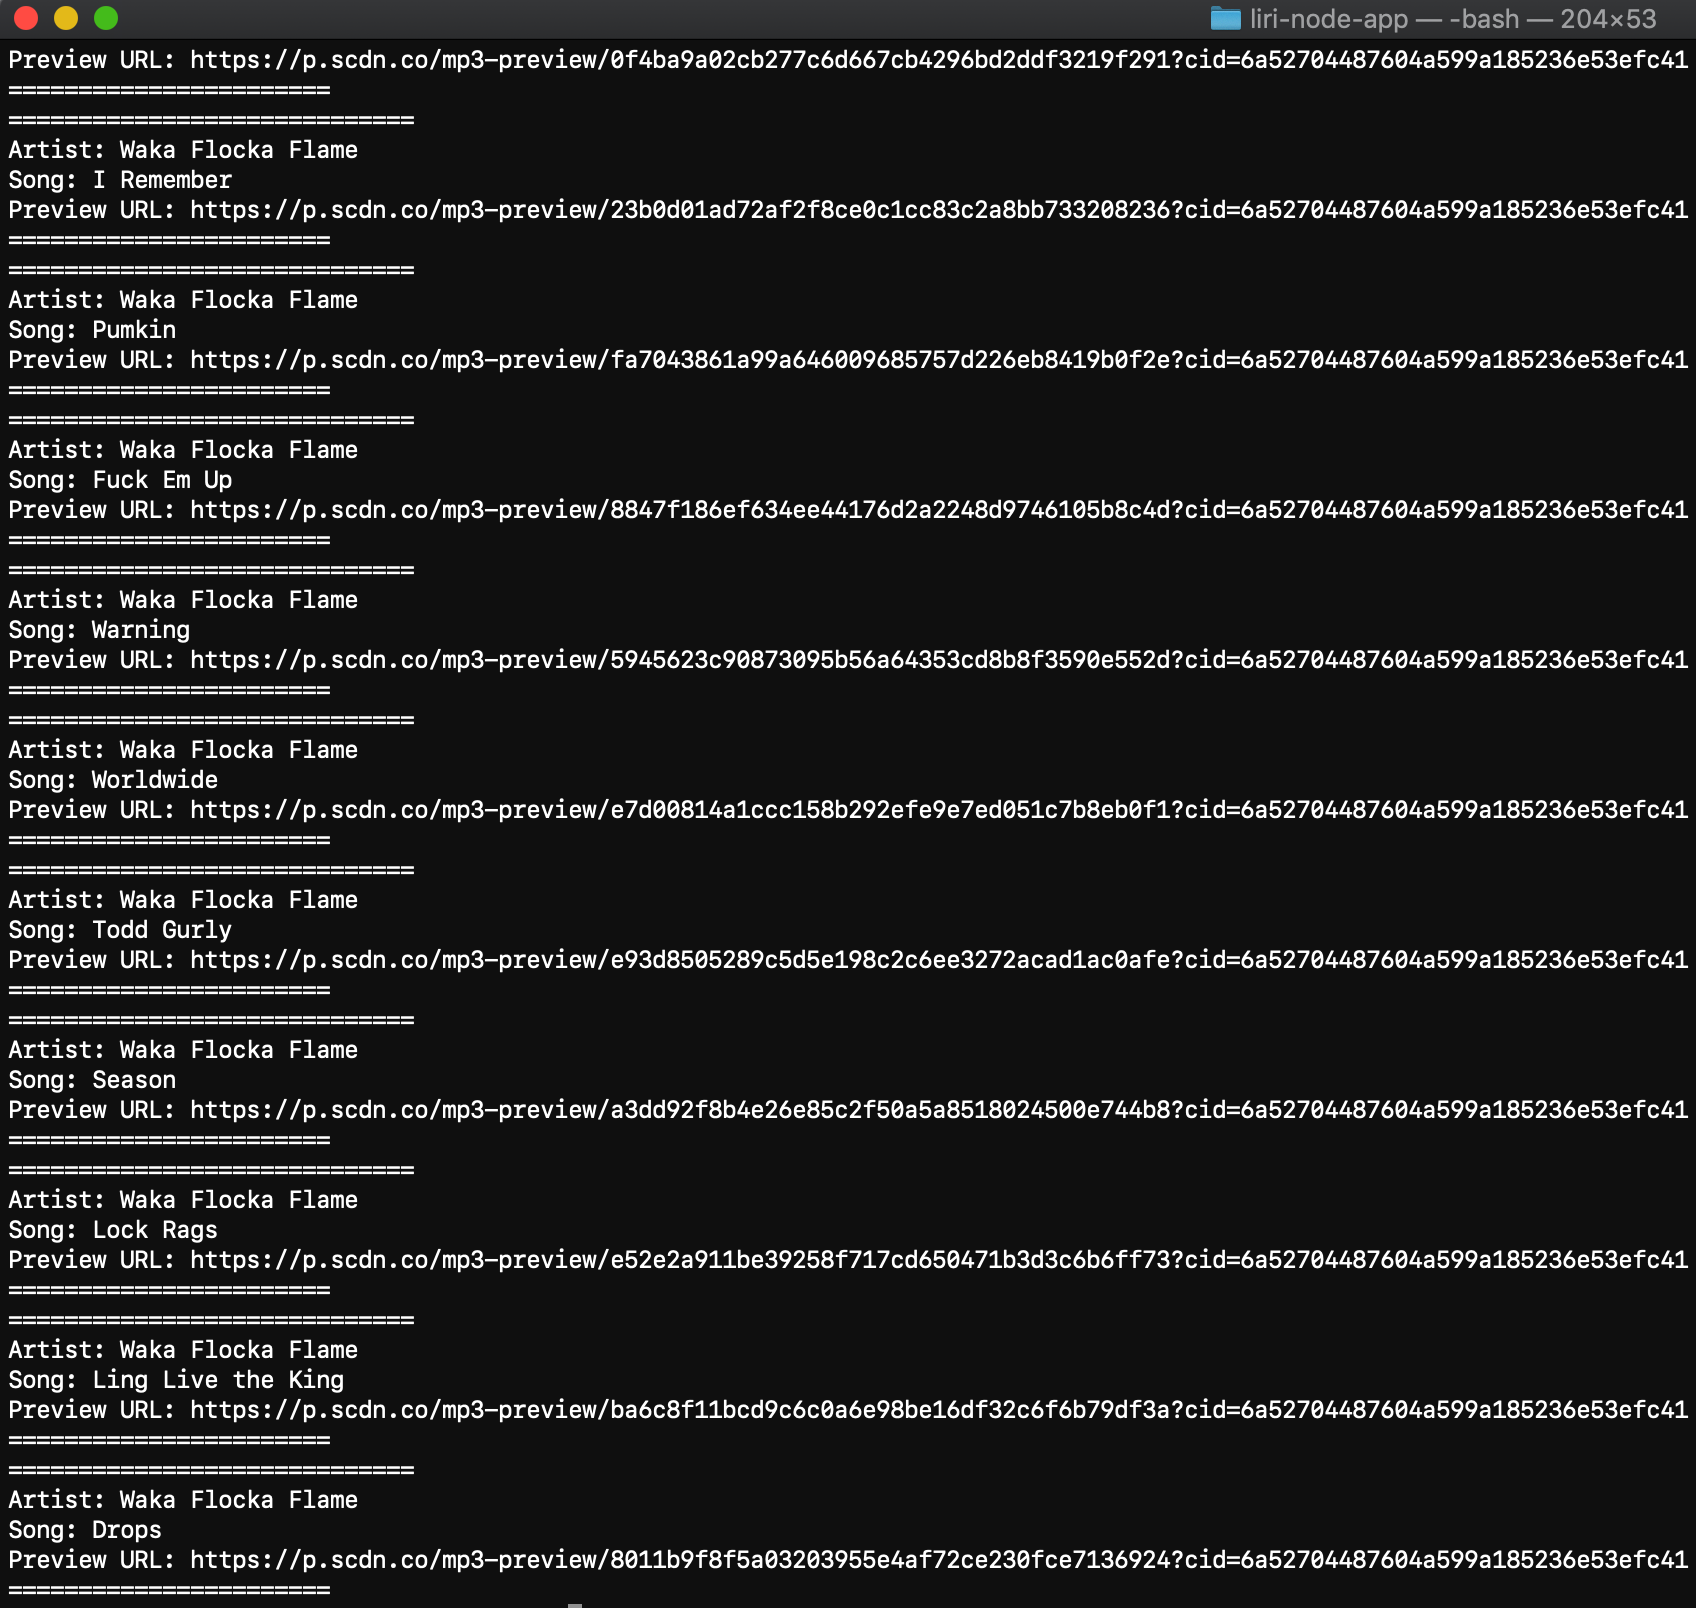 liri-node-app — -bash — 204×53
Preview URL: https://p.scdn.co/mp3-preview/0f4ba9a02cb277c6d667cb4296bd2ddf3219f291?cid=6a52704487604a599a185236e53efc41
=======================
=============================
Artist: Waka Flocka Flame
Song: I Remember
Preview URL: https://p.scdn.co/mp3-preview/23b0d01ad72af2f8ce0c1cc83c2a8bb733208236?cid=6a52704487604a599a185236e53efc41
=======================
=============================
Artist: Waka Flocka Flame
Song: Pumkin
Preview URL: https://p.scdn.co/mp3-preview/fa7043861a99a646009685757d226eb8419b0f2e?cid=6a52704487604a599a185236e53efc41
=======================
=============================
Artist: Waka Flocka Flame
Song: Fuck Em Up
Preview URL: https://p.scdn.co/mp3-preview/8847f186ef634ee44176d2a2248d9746105b8c4d?cid=6a52704487604a599a185236e53efc41
=======================
=============================
Artist: Waka Flocka Flame
Song: Warning
Preview URL: https://p.scdn.co/mp3-preview/5945623c90873095b56a64353cd8b8f3590e552d?cid=6a52704487604a599a185236e53efc41
=======================
=============================
Artist: Waka Flocka Flame
Song: Worldwide
Preview URL: https://p.scdn.co/mp3-preview/e7d00814a1ccc158b292efe9e7ed051c7b8eb0f1?cid=6a52704487604a599a185236e53efc41
=======================
=============================
Artist: Waka Flocka Flame
Song: Todd Gurly
Preview URL: https://p.scdn.co/mp3-preview/e93d8505289c5d5e198c2c6ee3272acad1ac0afe?cid=6a52704487604a599a185236e53efc41
=======================
=============================
Artist: Waka Flocka Flame
Song: Season
Preview URL: https://p.scdn.co/mp3-preview/a3dd92f8b4e26e85c2f50a5a8518024500e744b8?cid=6a52704487604a599a185236e53efc41
=======================
=============================
Artist: Waka Flocka Flame
Song: Lock Rags
Preview URL: https://p.scdn.co/mp3-preview/e52e2a911be39258f717cd650471b3d3c6b6ff73?cid=6a52704487604a599a185236e53efc41
=======================
=============================
Artist: Waka Flocka Flame
Song: Ling Live the King
Preview URL: https://p.scdn.co/mp3-preview/ba6c8f11bcd9c6c0a6e98be16df32c6f6b79df3a?cid=6a52704487604a599a185236e53efc41
=======================
=============================
Artist: Waka Flocka Flame
Song: Drops
Preview URL: https://p.scdn.co/mp3-preview/8011b9f8f5a03203955e4af72ce230fce7136924?cid=6a52704487604a599a185236e53efc41
=======================